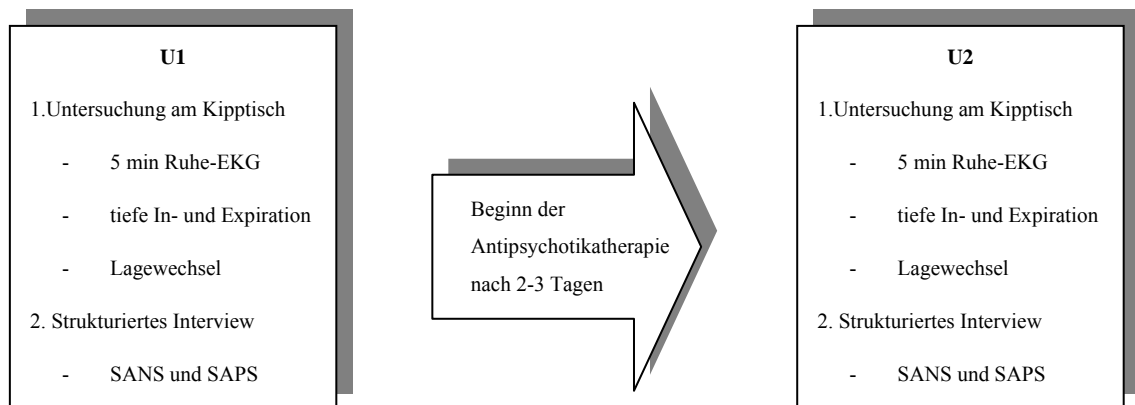 U1
1.Untersuchung am Kipptisch
- 5 min Ruhe-EKG
- tiefe In- und Expiration
- Lagewechsel
2. Strukturiertes Interview
- SANS und SAPS
Beginn der
Antipsychotikatherapie
nach 2-3 Tagen
U2
1.Untersuchung am Kipptisch
- 5 min Ruhe-EKG
- tiefe In- und Expiration
- Lagewechsel
2. Strukturiertes Interview
- SANS und SAPS